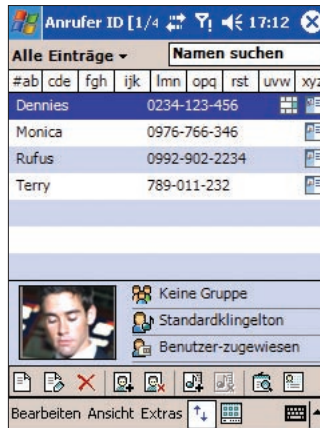 Anrufer ID [1/4 17:12
Alle Einträge Namen suchen
#ab cde fgh ijk lmn opq rst uvw xyz
Dennies 0234-123-456
Monica 0976-766-346
Rufus 0992-902-2234
Terry 789-011-232
Keine Gruppe
Standardklingelton
Benutzer-zugewiesen
Bearbeiten Ansicht Extras